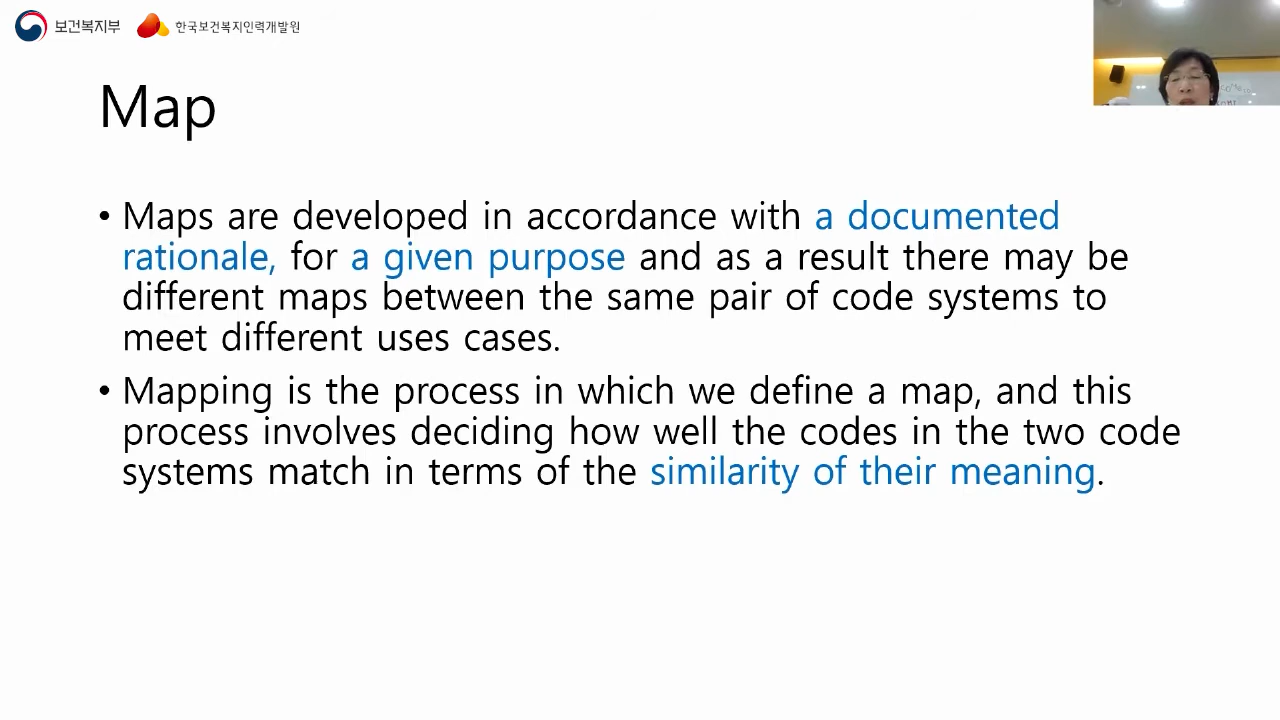 보건복지부 한국보건복지인력개발원
Map
• Maps are developed in accordance with a documented
rationale, for a given purpose and as a result there may be
different maps between the same pair of code systems to
meet different uses cases.
• Mapping is the process in which we define a map, and this
process involves deciding how well the codes in the two code
systems match in terms of the similarity of their meaning.